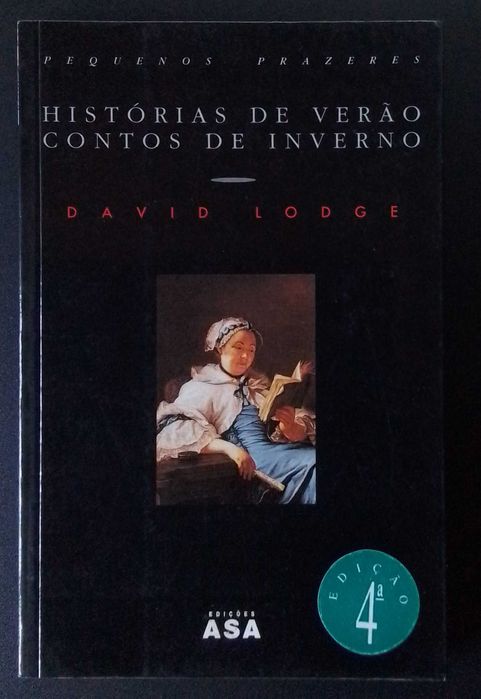 PEQUENOS PRAZERES
HISTÓRIAS DE VERÃO
CONTOS DE INVERNO
DAVID LODGE
EDIÇÕES
ASA
EDIÇÃO
4ª